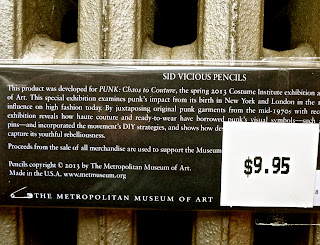 SID VICIOUS PENCILS
This product was developed for PUNK: Chaos to Couture, the spring 2013 Costume Institute exhibition a
of Art. This special exhibition examines punk's impact from its birth in New York and London in the
influence on high fashion today. By juxtaposing original punk garments from the mid-1970s with rec
exhibition reveals how haute couture and ready-to-wear have borrowed punk's visual symbols—such
pins—and incorporated the movement's DIY strategies, and shows how des
capture its youthful rebelliousness.
Proceeds from the sale of all merchandise are used to support the Museum
Pencils copyright © 2013 by The Metropolitan Museum of Art.
Made in the U.S.A. www.metmuseum.org
THE METROPOLITAN MUSEUM OF ART
$9.95